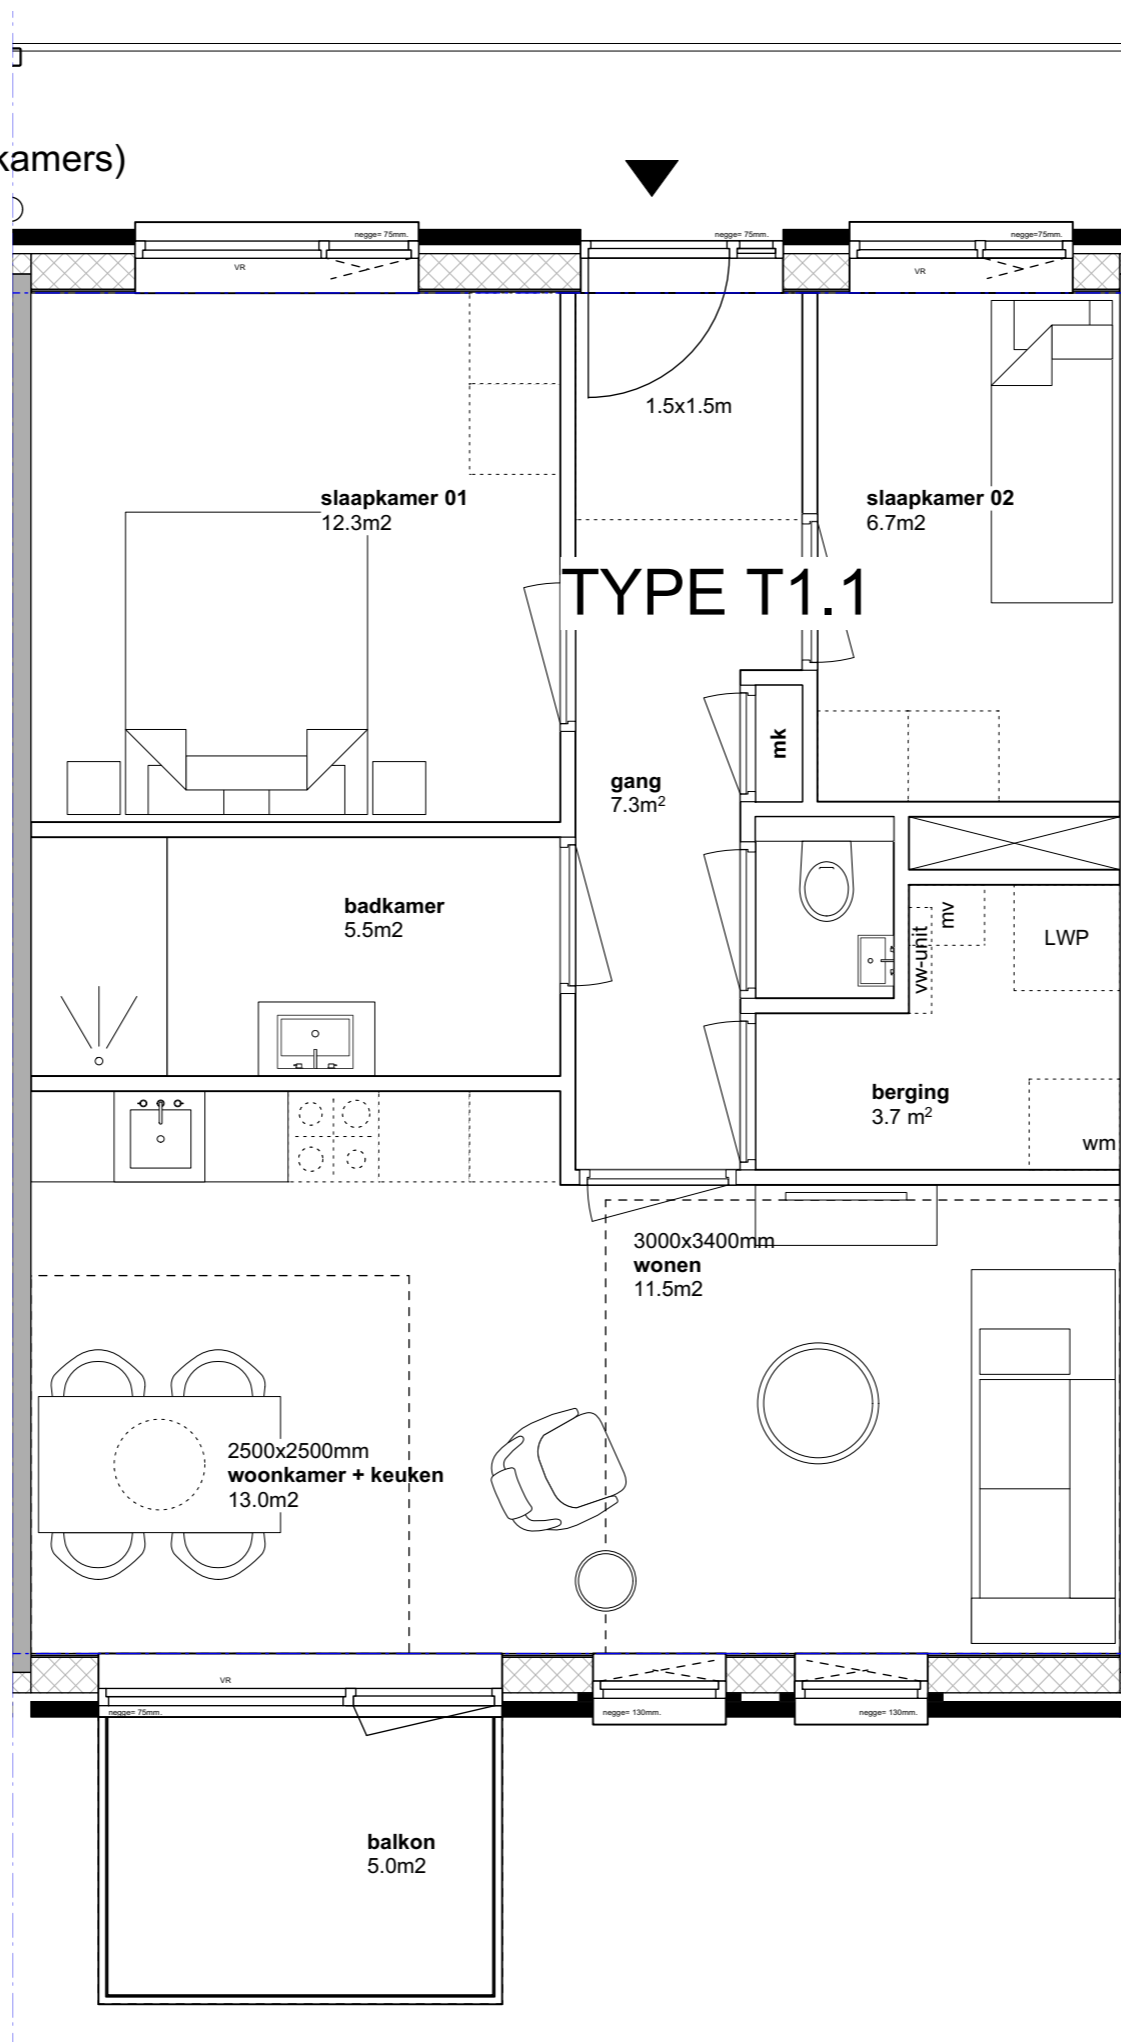 kamers)
negge= 75mm.
negge= 75mm.
negge=75mm.
VR
VR
1.5x1.5m
slaapkamer 01
12.3m2
slaapkamer 02
6.7m2
TYPE T1.1
mk
gang
7.3m²
badkamer
5.5m2
vw-unit
mv
LWP
berging
3.7 m²
wm
3000x3400mm
wonen
11.5m2
2500x2500mm
woonkamer + keuken
13.0m2
VR
negge= 75mm.
negge= 130mm.
negge= 130mm.
balkon
5.0m2